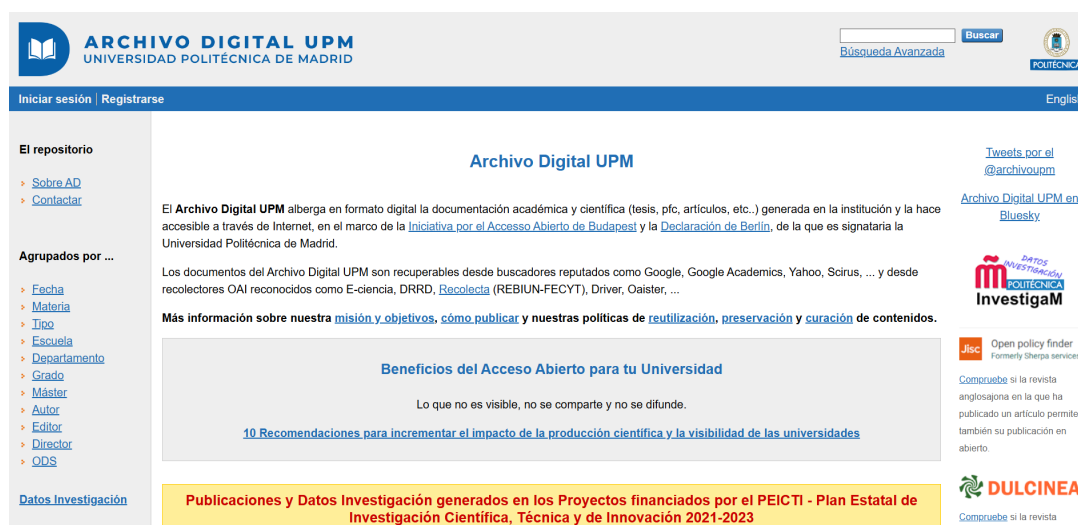 ARCHIVO DIGITAL UPM
UNIVERSIDAD POLITÉCNICA DE MADRID
Buscar
Búsqueda Avanzada
POLITÉCNICA
Iniciar sesión | Registrarse
English
El repositorio
Sobre AD
Contactar
Agrupados por ...
Fecha
Materia
Tipo
Escuela
Departamento
Grado
Máster
Autor
Editor
Director
ODS
Datos Investigación
Archivo Digital UPM
El Archivo Digital UPM alberga en formato digital la documentación académica y científica (tesis, pfc, artículos, etc..) generada en la institución y la hace
accesible a través de Internet, en el marco de la Iniciativa por el Accesso Abierto de Budapest y la Declaración de Berlín, de la que es signataria la
Universidad Politécnica de Madrid.
Los documentos del Archivo Digital UPM son recuperables desde buscadores reputados como Google, Google Academics, Yahoo, Scirus, ... y desde
recolectores OAI reconocidos como E-ciencia, DRRD, Recolecta (REBIUN-FECYT), Driver, Oaister, ...
Más información sobre nuestra misión y objetivos, cómo publicar y nuestras políticas de reutilización, preservación y curación de contenidos.
Beneficios del Acceso Abierto para tu Universidad
Lo que no es visible, no se comparte y no se difunde.
10 Recomendaciones para incrementar el impacto de la producción científica y la visibilidad de las universidades
Publicaciones y Datos Investigación generados en los Proyectos financiados por el PEICTI - Plan Estatal de
Investigación Científica, Técnica y de Innovación 2021-2023
Tweets por el
@archivoupm
Archivo Digital UPM en
Bluesky
DATOS
INVESTIGACIÓN
POLITÉCNICA
InvestigaM
Jisc
Open policy finder
Formerly Sherpa services
Compruebe si la revista
anglosajona en la que ha
publicado un artículo permite
también su publicación en
abierto.
DULCINEA
Compruebe si la revista